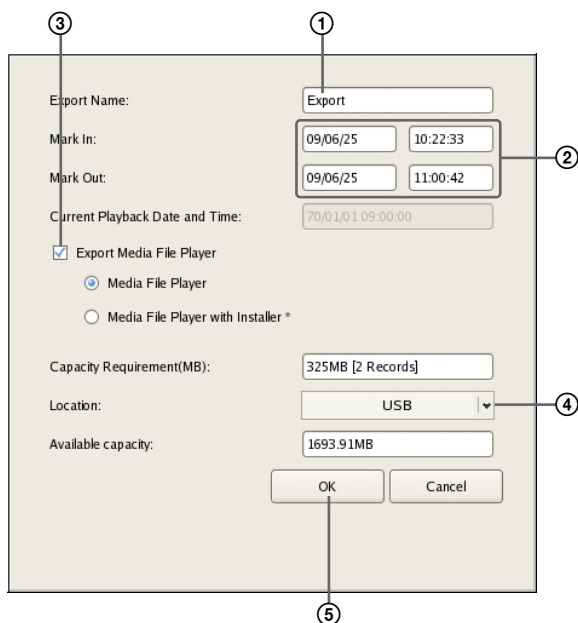 ③ ①
Export Name: Export
Mark In: 09/06/25 10:22:33
②
Mark Out: 09/06/25 11:00:42
Current Playback Date and Time: 70/01/01 09:00:00
Export Media File Player
Media File Player
Media File Player with Installer *
Capacity Requirement(MB): 325MB [2 Records]
Location: USB ④
Available capacity: 1693.91MB
OK Cancel
⑤